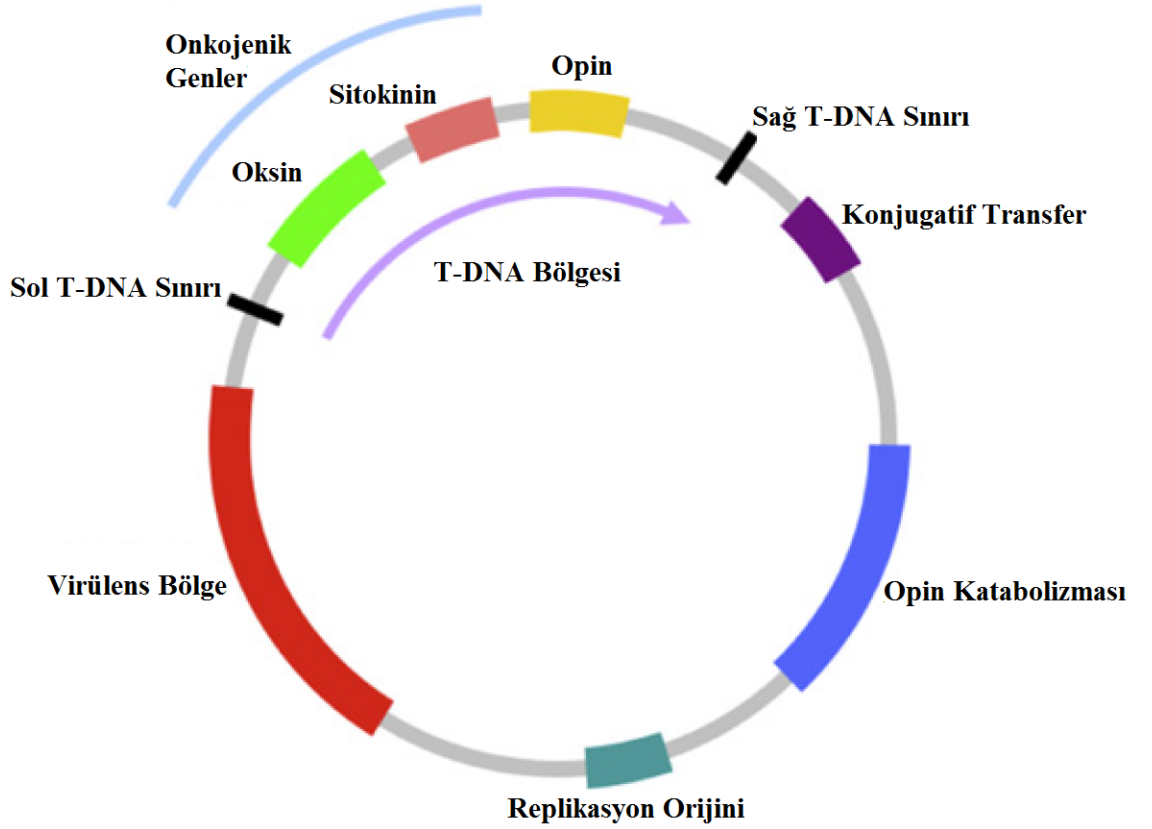 Onkojenik
Genler
Opin
Sitokinin
Sağ T-DNA Sınırı
Oksin
Konjugatif Transfer
T-DNA Bölgesi
Sol T-DNA Sınırı
Virülens Bölge
Opin Katabolizması
Replikasyon Orijini